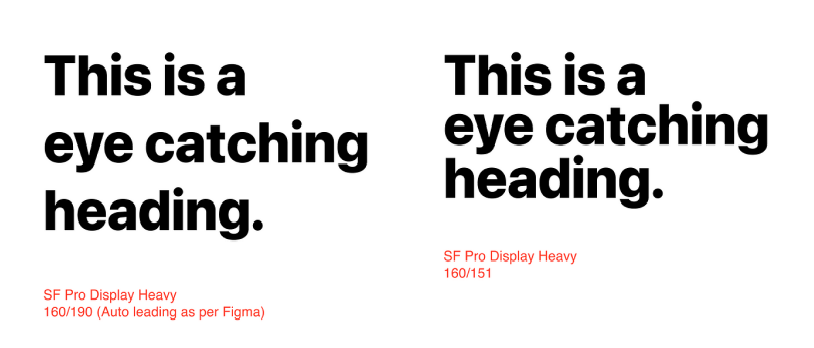 This is a
eye catching
heading.
SF Pro Display Heavy
160/190 (Auto leading as per Figma)
This is a
eye catching
heading.
SF Pro Display Heavy
160/151